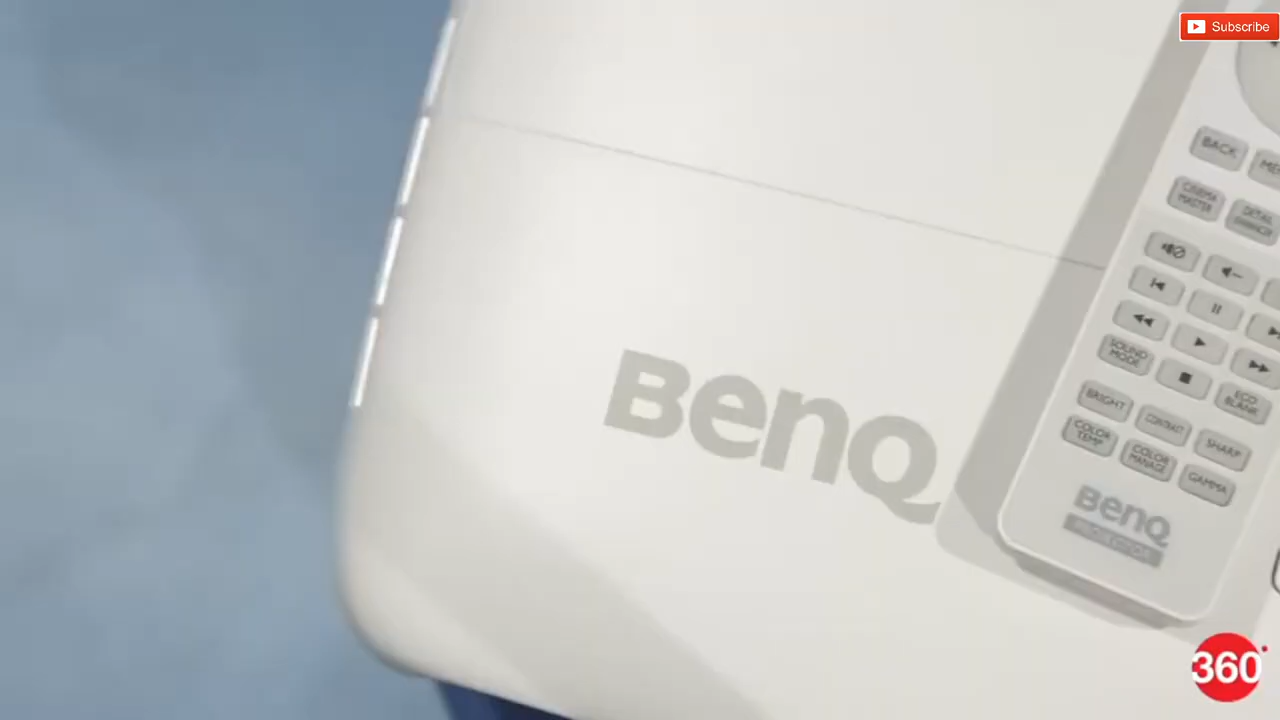 Subscribe
BACK
CINEMA
MASTER
DETAIL
SOUND
MODE
ECO
BLANK
BRIGHT
CONTRAST
SHARP
COLOR
TEMP
COLOR
MANAGE
GAMMA
BenQ
PROJECTOR
BenQ
360